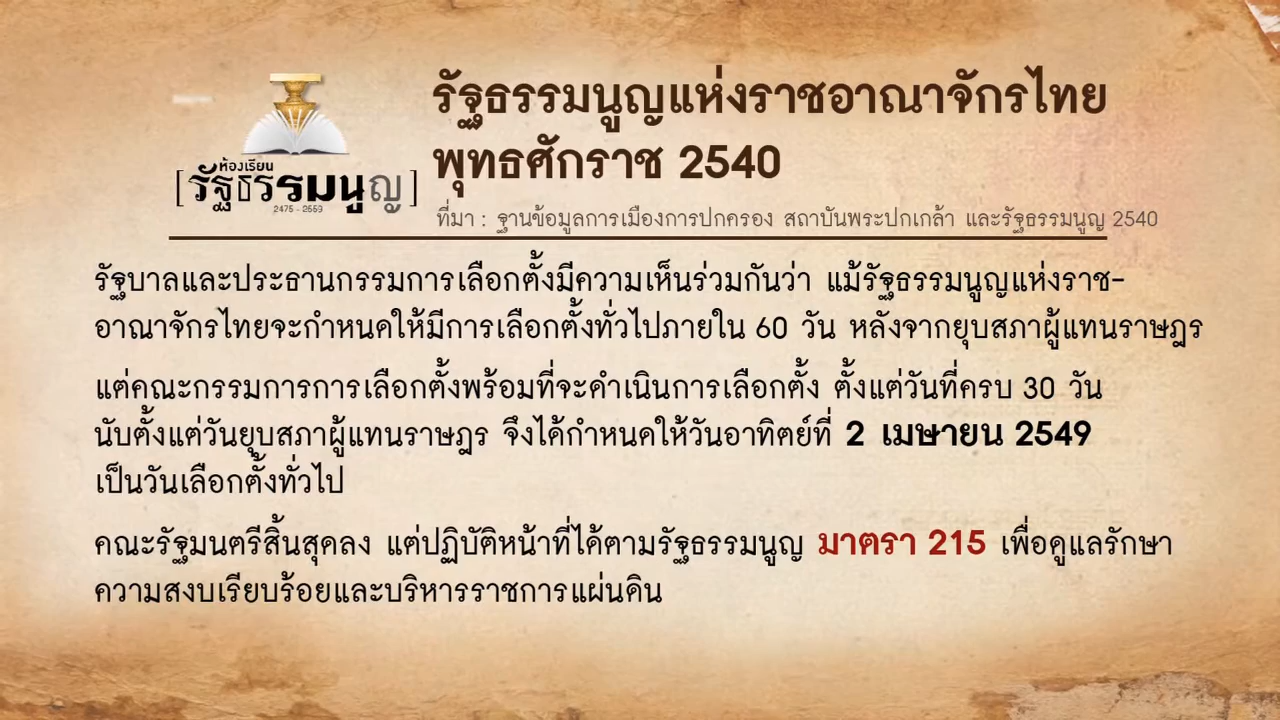 รัฐธรรมนูญแห่งราชอาณาจักรไทย
พุทธศักราช 2540
ห้องเรียน
[รัฐธรรมนูญ]
2475 - 2559
ที่มา : ฐานข้อมูลการเมืองการปกครอง สถาบันพระปกเกล้า และรัฐธรรมนูญ 2540
รัฐบาลและประธานกรรมการเลือกตั้งมีความเห็นร่วมกันว่า แม้รัฐธรรมนูญแห่งราช-
อาณาจักรไทยจะกำหนดให้มีการเลือกตั้งทั่วไปภายใน 60 วัน หลังจากยุบสภาผู้แทนราษฎร
แต่คณะกรรมการการเลือกตั้งพร้อมที่จะดำเนินการเลือกตั้ง ตั้งแต่วันที่ครบ 30 วัน
นับตั้งแต่วันยุบสภาผู้แทนราษฎร จึงได้กำหนดให้วันอาทิตย์ที่ 2 เมษายน 2549
เป็นวันเลือกตั้งทั่วไป
คณะรัฐมนตรีสิ้นสุดลง แต่ปฏิบัติหน้าที่ได้ตามรัฐธรรมนูญ มาตรา 215 เพื่อดูแลรักษา
ความสงบเรียบร้อยและบริหารราชการแผ่นดิน